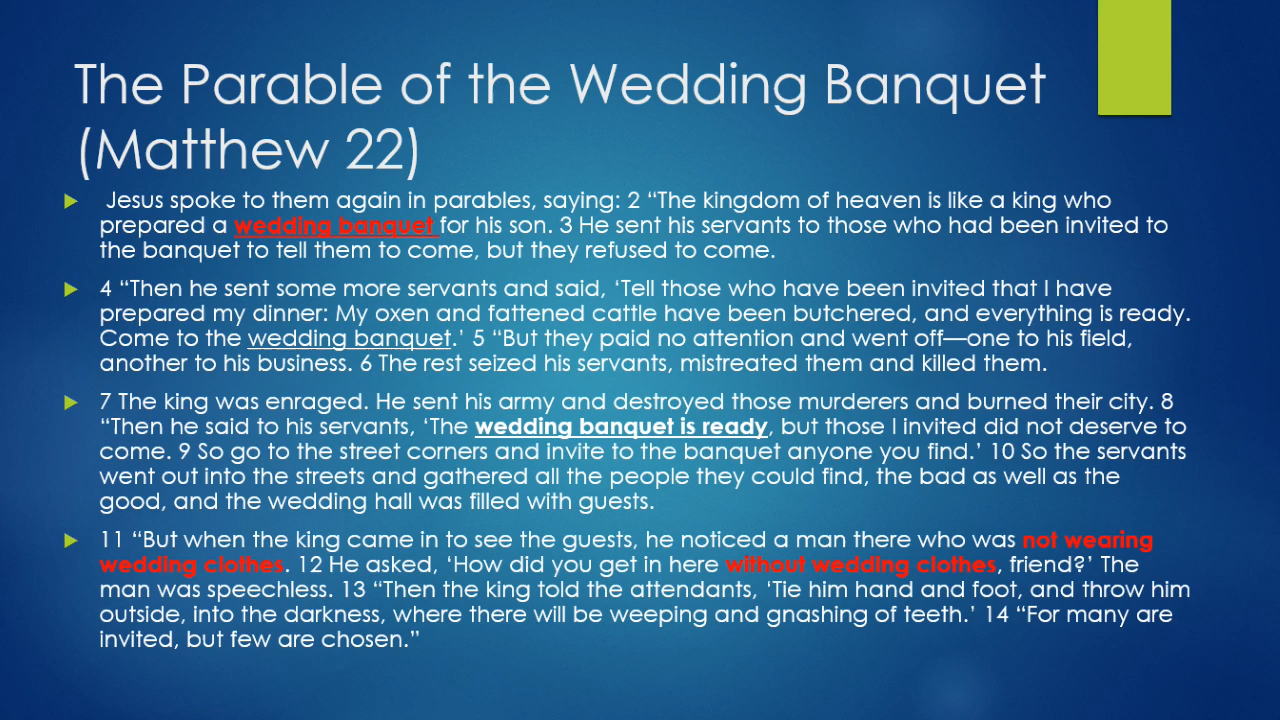 The Parable of the Wedding Banquet
(Matthew 22)
Jesus spoke to them again in parables, saying: 2 “The kingdom of heaven is like a king who
prepared a wedding banquet for his son. 3 He sent his servants to those who had been invited to
the banquet to tell them to come, but they refused to come.
4 “Then he sent some more servants and said, ‘Tell those who have been invited that I have
prepared my dinner: My oxen and fattened cattle have been butchered, and everything is ready.
Come to the wedding banquet.’ 5 “But they paid no attention and went off—one to his field,
another to his business. 6 The rest seized his servants, mistreated them and killed them.
7 The king was enraged. He sent his army and destroyed those murderers and burned their city. 8
“Then he said to his servants, ‘The wedding banquet is ready, but those I invited did not deserve to
come. 9 So go to the street corners and invite to the banquet anyone you find.’ 10 So the servants
went out into the streets and gathered all the people they could find, the bad as well as the
good, and the wedding hall was filled with guests.
11 “But when the king came in to see the guests, he noticed a man there who was not wearing
wedding clothes. 12 He asked, ‘How did you get in here without wedding clothes, friend?’ The
man was speechless. 13 “Then the king told the attendants, ‘Tie him hand and foot, and throw him
outside, into the darkness, where there will be weeping and gnashing of teeth.’ 14 “For many are
invited, but few are chosen.”